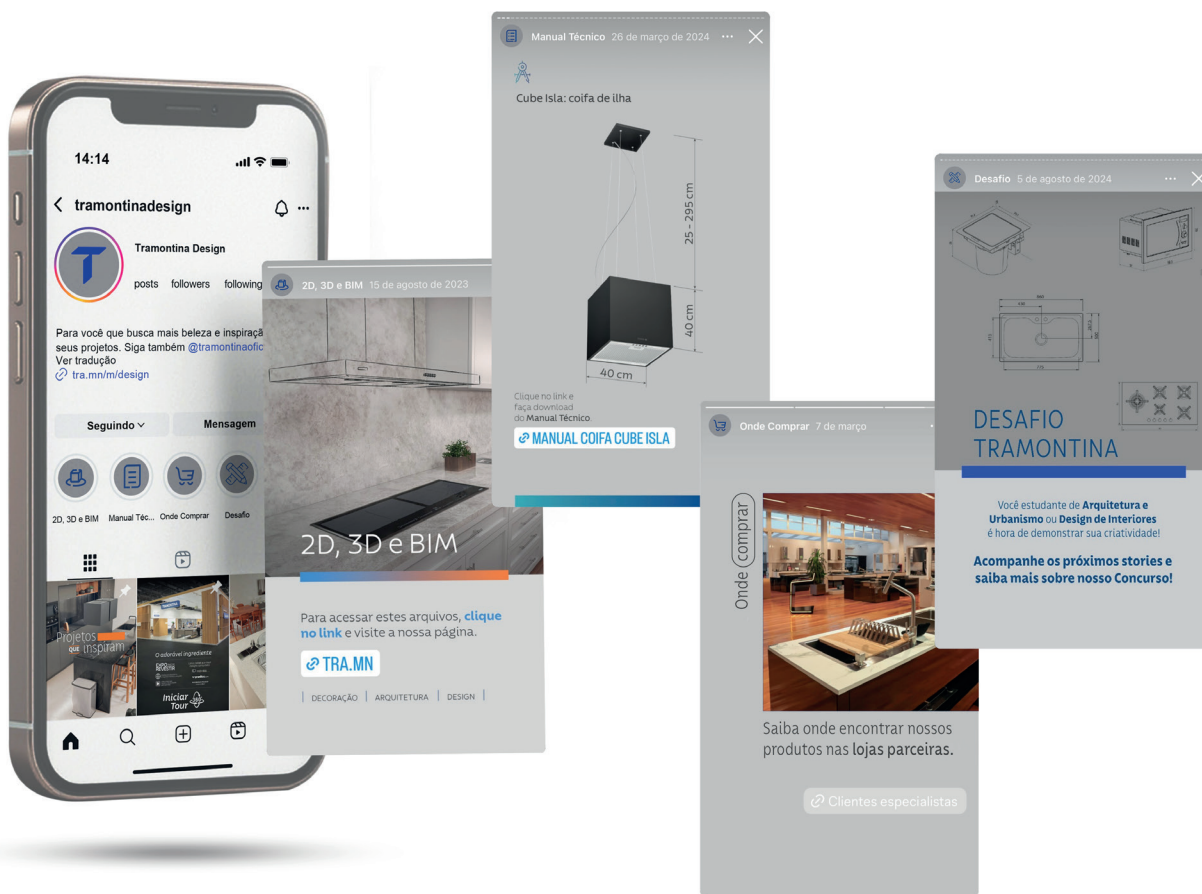 14:14
tramontinadesign
Tramontina Design
posts followers following
Para você que busca mais beleza e inspiraçã
seus projetos. Siga também @tramontinaofic
Ver tradução
tra.mn/m/design
Seguindo
Mensagem
2D, 3D e BIM
Manual Téc...
Onde Comprar
Desafio
Projetos
QUE inspiram
O adorável ingrediente
Iniciar
Tour
2D, 3D e BIM 15 de agosto de 2023
2D, 3D e BIM
Para acessar estes arquivos, clique
no link e visite a nossa página.
TRA.MN
DECORAÇÃO | ARQUITETURA | DESIGN |
Manual Técnico 26 de março de 2024
Cube Isla: coifa de ilha
25 - 295 cm
40 cm
40 cm
Clique no link e
faça download
do Manual Técnico.
MANUAL COIFA CUBE ISLA
Onde Comprar 7 de março
Onde comprar
Saiba onde encontrar nossos
produtos nas lojas parceiras.
Clientes especialistas
Desafio 5 de agosto de 2024
DESAFIO
TRAMONTINA
Você estudante de Arquitetura e
Urbanismo ou Design de Interiores
é hora de demonstrar sua criatividade!
Acompanhe os próximos stories e
saiba mais sobre nosso Concurso!